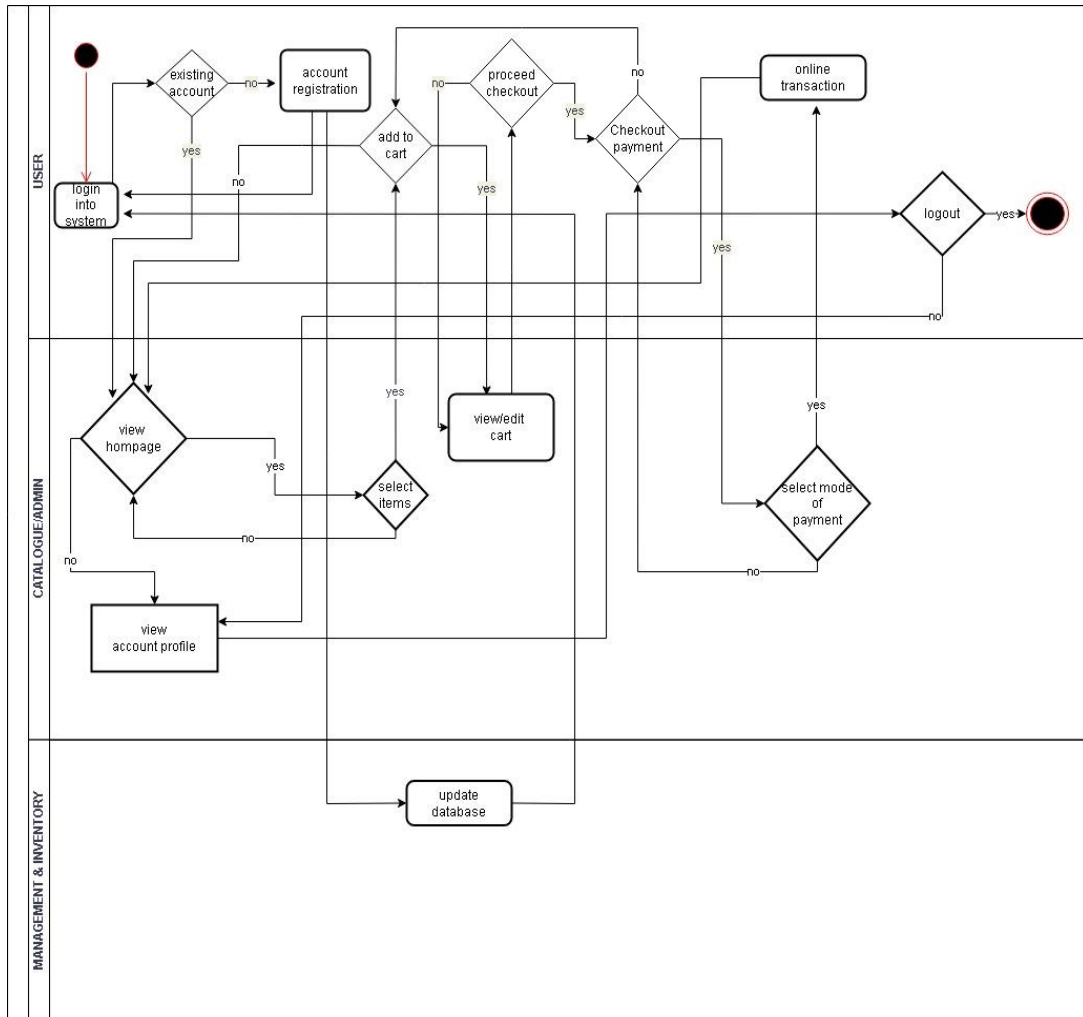 USER
existing
account
no
account
registration
yes
login
into
system
add to
cart
no
yes
proceed
checkout
no
yes
Checkout
payment
no
yes
online
transaction
logout
yes
no
CATALOGUE/ADMIN
view
hompage
yes
no
select
items
yes
no
view/edit
cart
select mode
of
payment
yes
no
view
account profile
MANAGEMENT & INVENTORY
update
database